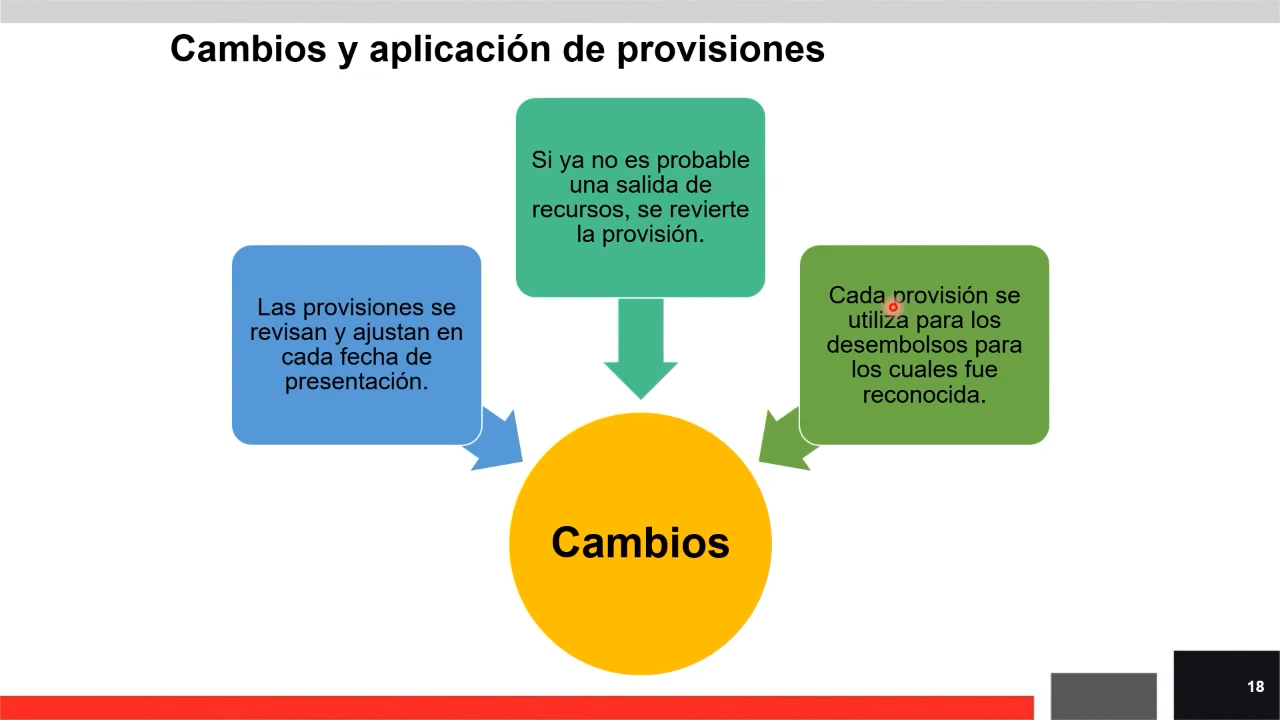 Cambios y aplicación de provisiones
Si ya no es probable
una salida de
recursos, se revierte
la provisión.
Las provisiones se
revisan y ajustan en
cada fecha de
presentación.
Cada provisión se
utiliza para los
desembolsos para
los cuales fue
reconocida.
Cambios
18